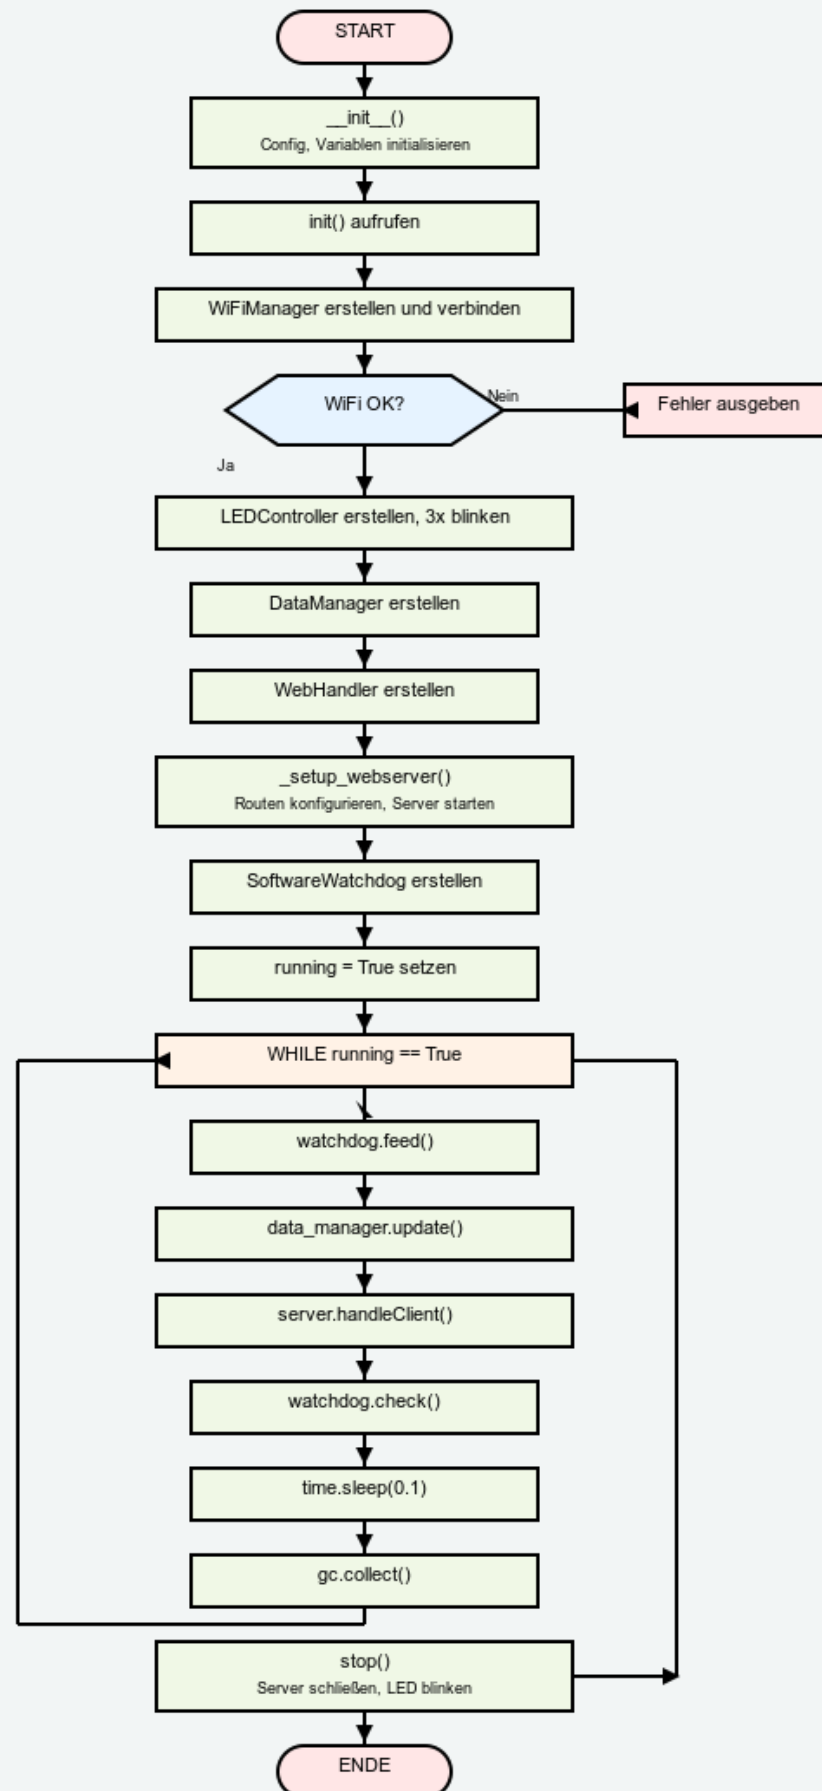 START
__init__()
Config, Variablen initialisieren
init() aufrufen
WiFiManager erstellen und verbinden
WiFi OK?
Nein
Fehler ausgeben
Ja
LEDController erstellen, 3x blinken
DataManager erstellen
WebHandler erstellen
_setup_webserver()
Routen konfigurieren, Server starten
SoftwareWatchdog erstellen
running = True setzen
WHILE running == True
watchdog.feed()
data_manager.update()
server.handleClient()
watchdog.check()
time.sleep(0.1)
gc.collect()
stop()
Server schließen, LED blinken
ENDE